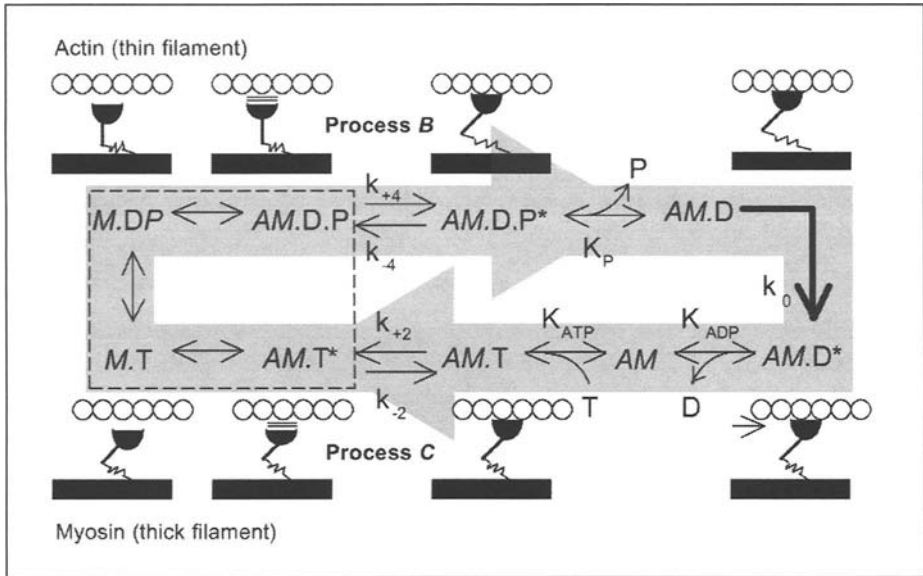 Actin (thin filament)
Process B
P
k+4
M.DP AM.D.P AM.D.P* AM.D
k-4 KP
k0
k+2 KATP KADP
M.T AM.T* AM.T AM AM.D*
k-2 T D
Process C
Myosin (thick filament)